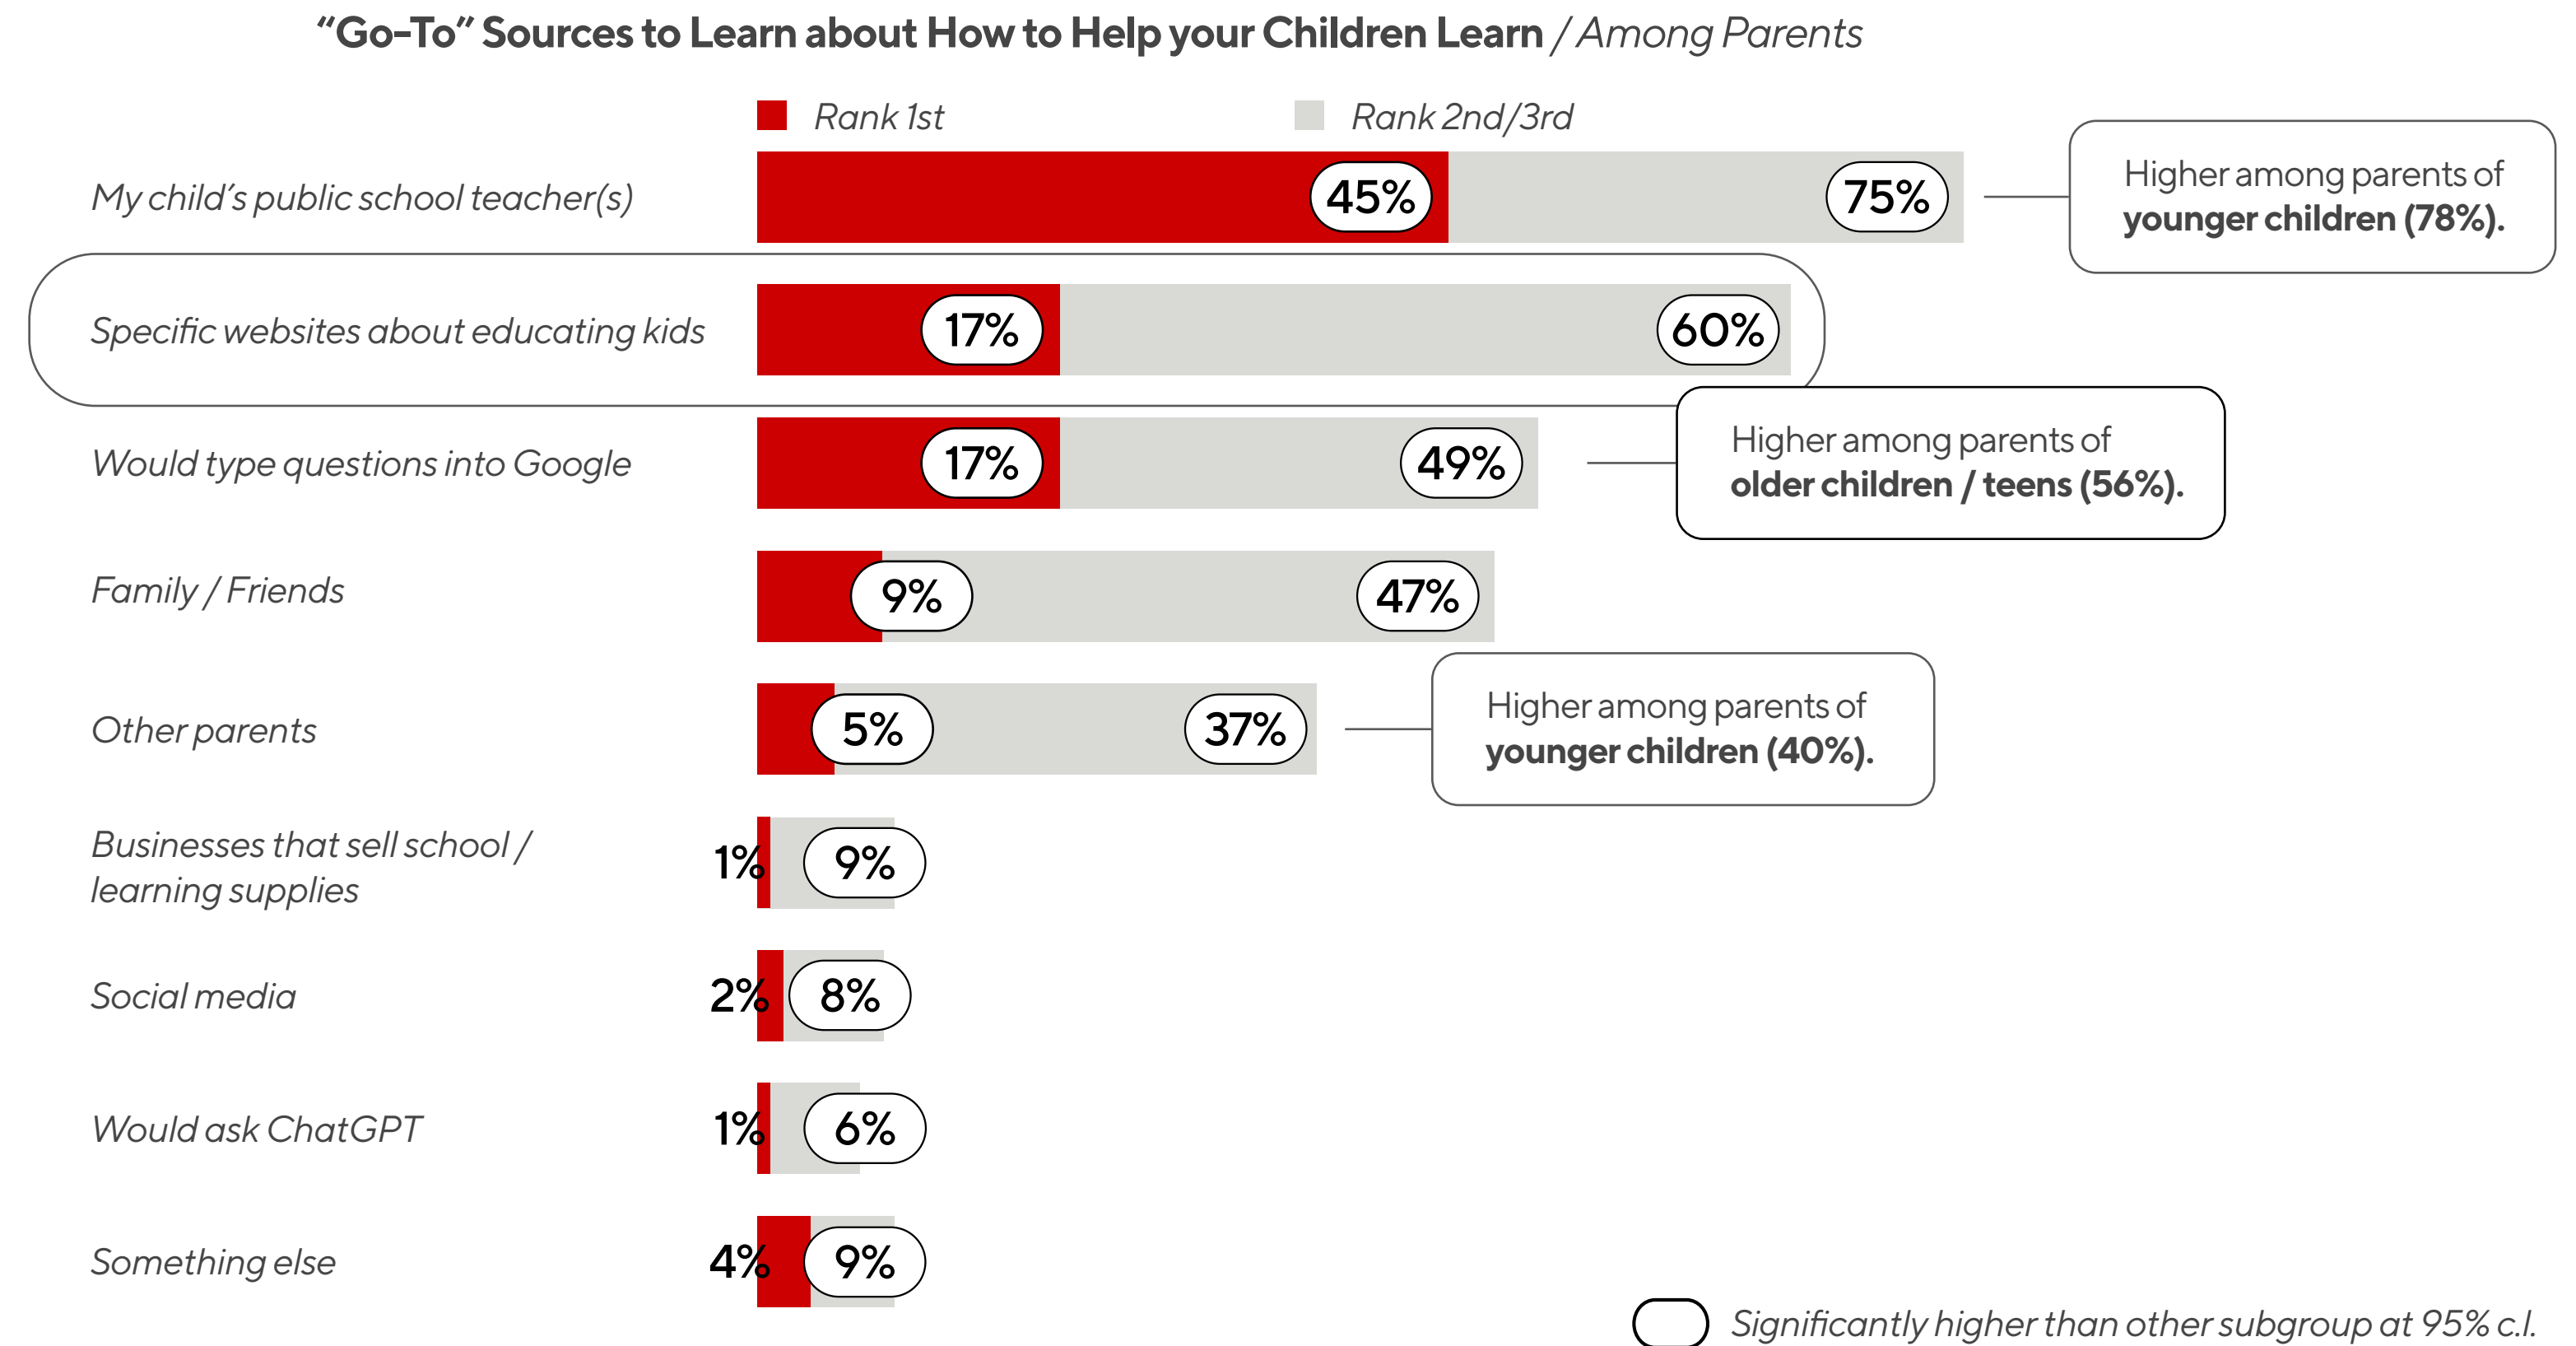 “Go-To” Sources to Learn about How to Help your Children Learn / Among Parents
Rank 1st
Rank 2nd/3rd
My child’s public school teacher(s)
45%
75%
Higher among parents of
younger children (78%).
Specific websites about educating kids
17%
60%
Would type questions into Google
17%
49%
Higher among parents of
older children / teens (56%).
Family / Friends
9%
47%
Other parents
5%
37%
Higher among parents of
younger children (40%).
Businesses that sell school /
learning supplies
1%
9%
Social media
2%
8%
Would ask ChatGPT
1%
6%
Something else
4%
9%
Significantly higher than other subgroup at 95% c.l.